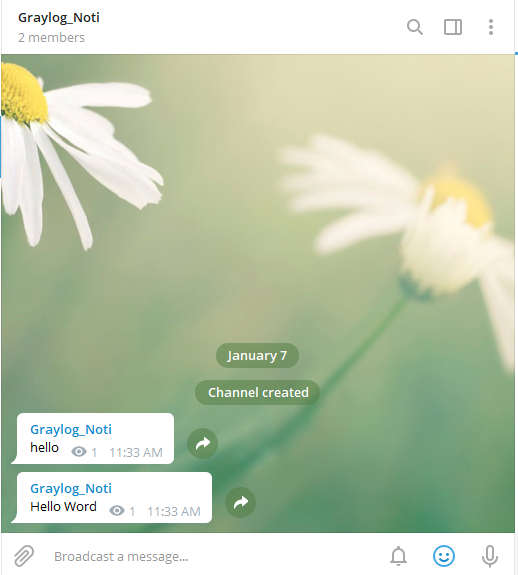 Graylog_Noti
2 members
January 7
Channel created
Graylog_Noti
hello 1 11:33 AM
Graylog_Noti
Hello Word 1 11:33 AM
Broadcast a message...